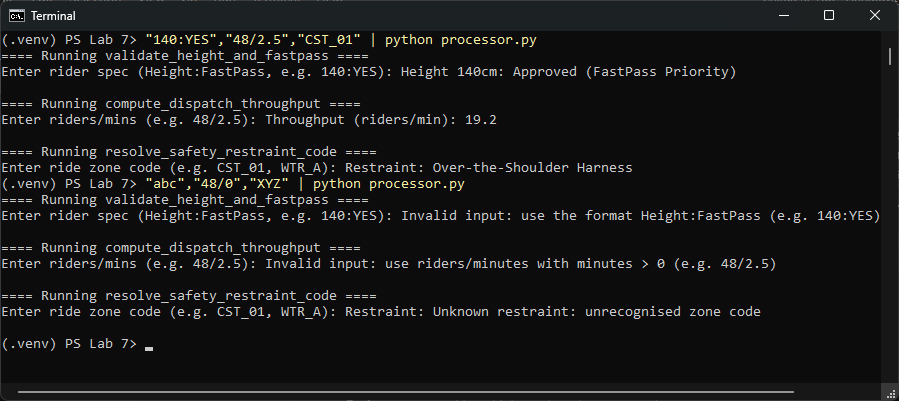 Terminal
(.venv) PS Lab 7> "140:YES","48/2.5","CST_01" | python processor.py
==== Running validate_height_and_fastpass ====
Enter rider spec (Height:FastPass, e.g. 140:YES): Height 140cm: Approved (FastPass Priority)

==== Running compute_dispatch_throughput ====
Enter riders/mins (e.g. 48/2.5): Throughput (riders/min): 19.2

==== Running resolve_safety_restraint_code ====
Enter ride zone code (e.g. CST_01, WTR_A): Restraint: Over-the-Shoulder Harness
(.venv) PS Lab 7> "abc","48/0","XYZ" | python processor.py
==== Running validate_height_and_fastpass ====
Enter rider spec (Height:FastPass, e.g. 140:YES): Invalid input: use the format Height:FastPass (e.g. 140:YES)

==== Running compute_dispatch_throughput ====
Enter riders/mins (e.g. 48/2.5): Invalid input: use riders/minutes with minutes > 0 (e.g. 48/2.5)

==== Running resolve_safety_restraint_code ====
Enter ride zone code (e.g. CST_01, WTR_A): Restraint: Unknown restraint: unrecognised zone code

(.venv) PS Lab 7>